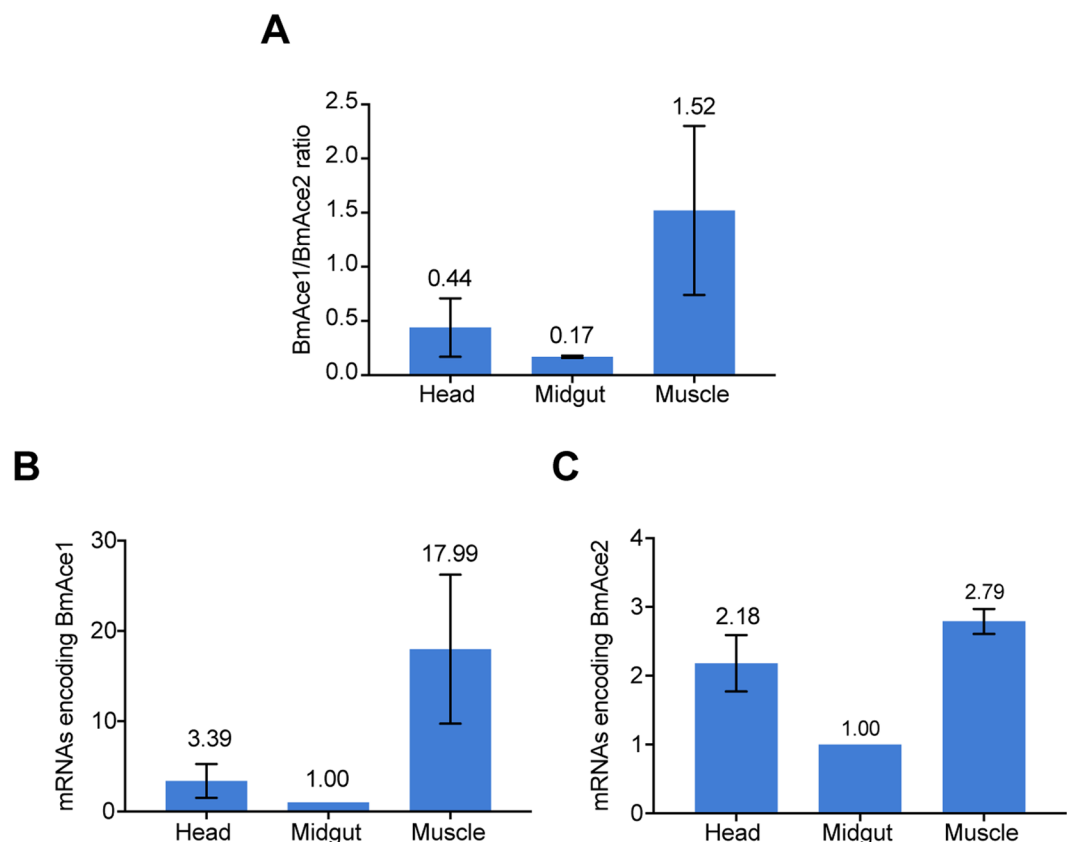 A
BmAce1/BmAce2 ratio
2.5
2.0
1.5
1.0
0.5
0.0
0.44
0.17
1.52
Head Midgut Muscle
B
mRNAs encoding BmAce1
30
20
10
0
3.39
1.00
17.99
Head Midgut Muscle
C
mRNAs encoding BmAce2
4
3
2
1
0
2.18
1.00
2.79
Head Midgut Muscle